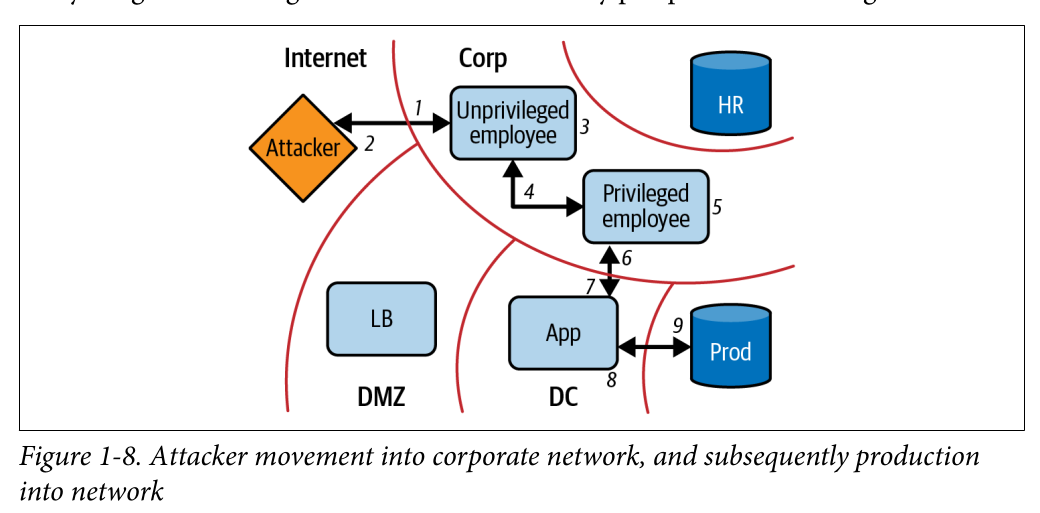 Internet
Corp
HR
1
Unprivileged
employee
3
Attacker
2
4
Privileged
employee
5
6
7
LB
App
9
Prod
8
DMZ
DC
Figure 1-8. Attacker movement into corporate network, and subsequently production
into network